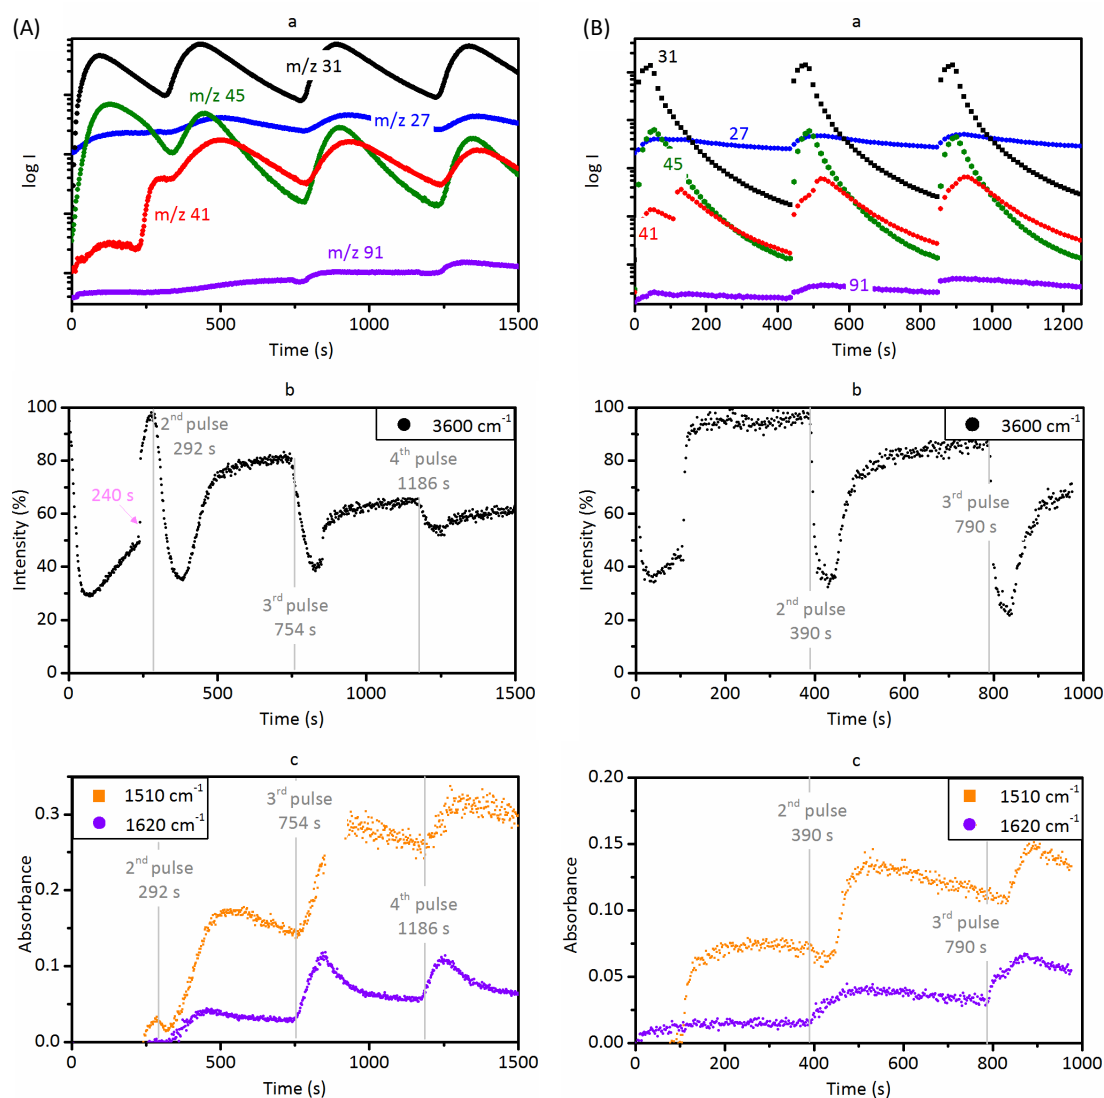 (A)
a
log I
m/z 31
m/z 45
m/z 27
m/z 41
m/z 91
0 500 1000 1500
Time (s)
b
100
80
60
40
20
0
Intensity (%)
3600 cm⁻¹
2nd pulse
292 s
240 s
4th pulse
1186 s
3rd pulse
754 s
0 500 1000 1500
Time (s)
c
0.3
0.2
0.1
0.0
Absorbance
1510 cm⁻¹
1620 cm⁻¹
3rd pulse
754 s
2nd pulse
292 s
4th pulse
1186 s
0 250 500 750 1000 1250 1500
Time (s)
(B)
a
log I
31
27
45
41
91
0 200 400 600 800 1000 1200
Time (s)
b
100
80
60
40
20
0
Intensity (%)
3600 cm⁻¹
3rd pulse
790 s
2nd pulse
390 s
0 200 400 600 800 1000
Time (s)
c
0.20
0.15
0.10
0.05
0.00
Absorbance
1510 cm⁻¹
1620 cm⁻¹
2nd pulse
390 s
3rd pulse
790 s
0 200 400 600 800 1000
Time (s)